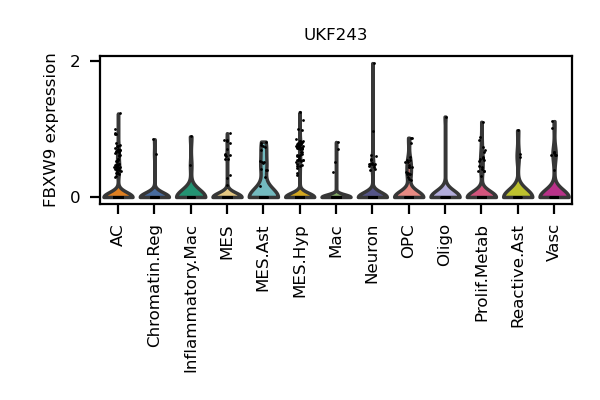 UKF243
FBXW9 expression
2
0
AC
Chromatin.Reg
Inflammatory.Mac
MES
MES.Ast
MES.Hyp
Mac
Neuron
OPC
Oligo
Prolif.Metab
Reactive.Ast
Vasc